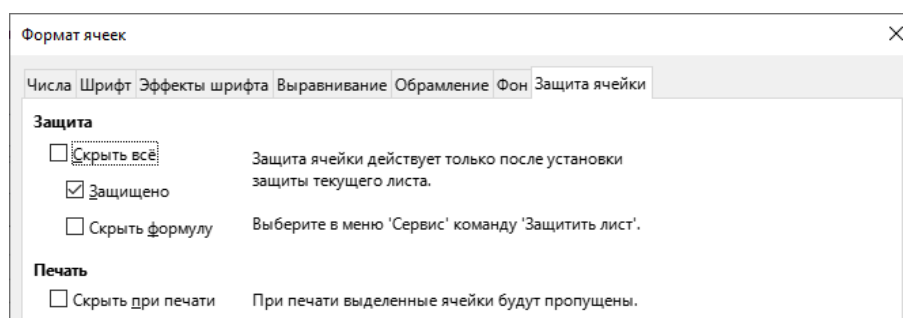 Формат ячеек
Числа Шрифт Эффекты шрифта Выравнивание Обрамление Фон Защита ячейки
Защита
Скрыть всё
Защита ячейки действует только после установки
защиты текущего листа.
Защищено
Скрыть формулу
Выберите в меню 'Сервис' команду 'Защитить лист'.
Печать
Скрыть при печати
При печати выделенные ячейки будут пропущены.